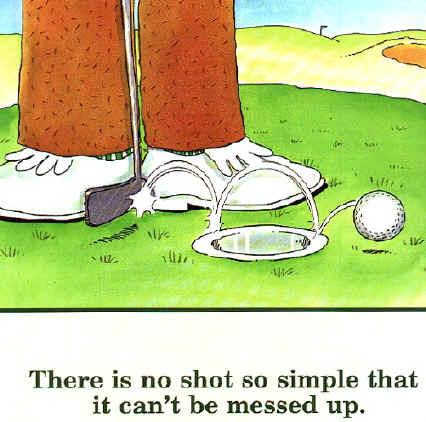 There is no shot so simple that
it can't be messed up.